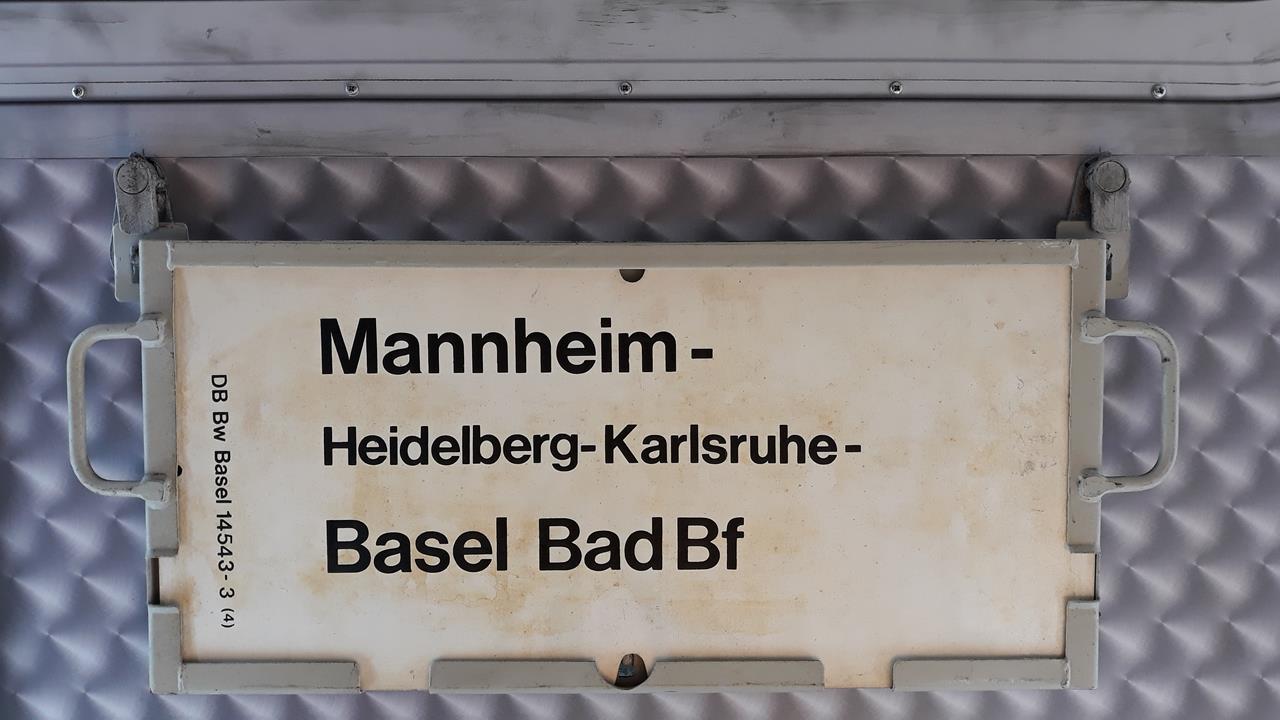 Mannheim-
Heidelberg-Karlsruhe-
Basel Bad Bf
DB Bw Basel 14543-3 (4)